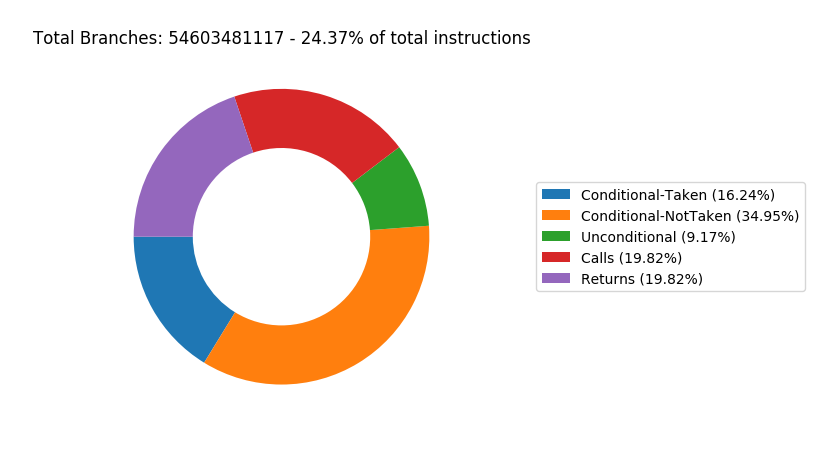 Total Branches: 54603481117 - 24.37% of total instructions
Conditional-Taken (16.24%)
Conditional-NotTaken (34.95%)
Unconditional (9.17%)
Calls (19.82%)
Returns (19.82%)